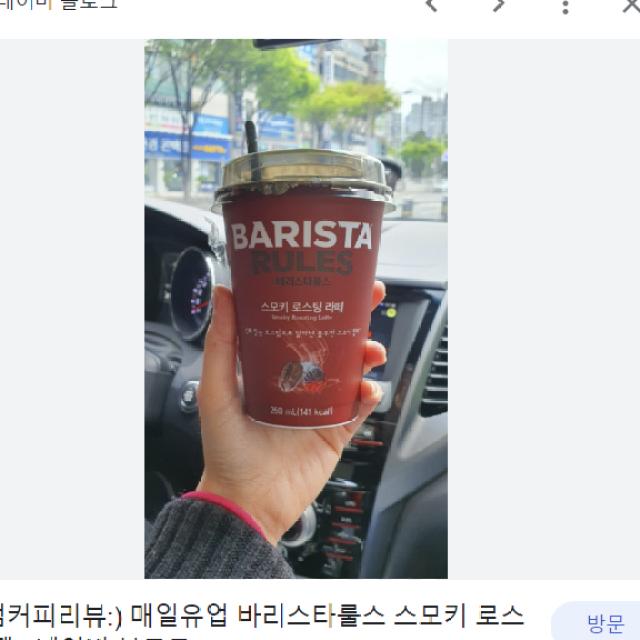 네이버 블로그
BARISTA
RULES
바리스타룰스
스모키 로스팅 라떼
Smoky Roasting Latte
250 mL(141 kcal)
커피리뷰:) 매일유업 바리스타룰스 스모키 로스
방문